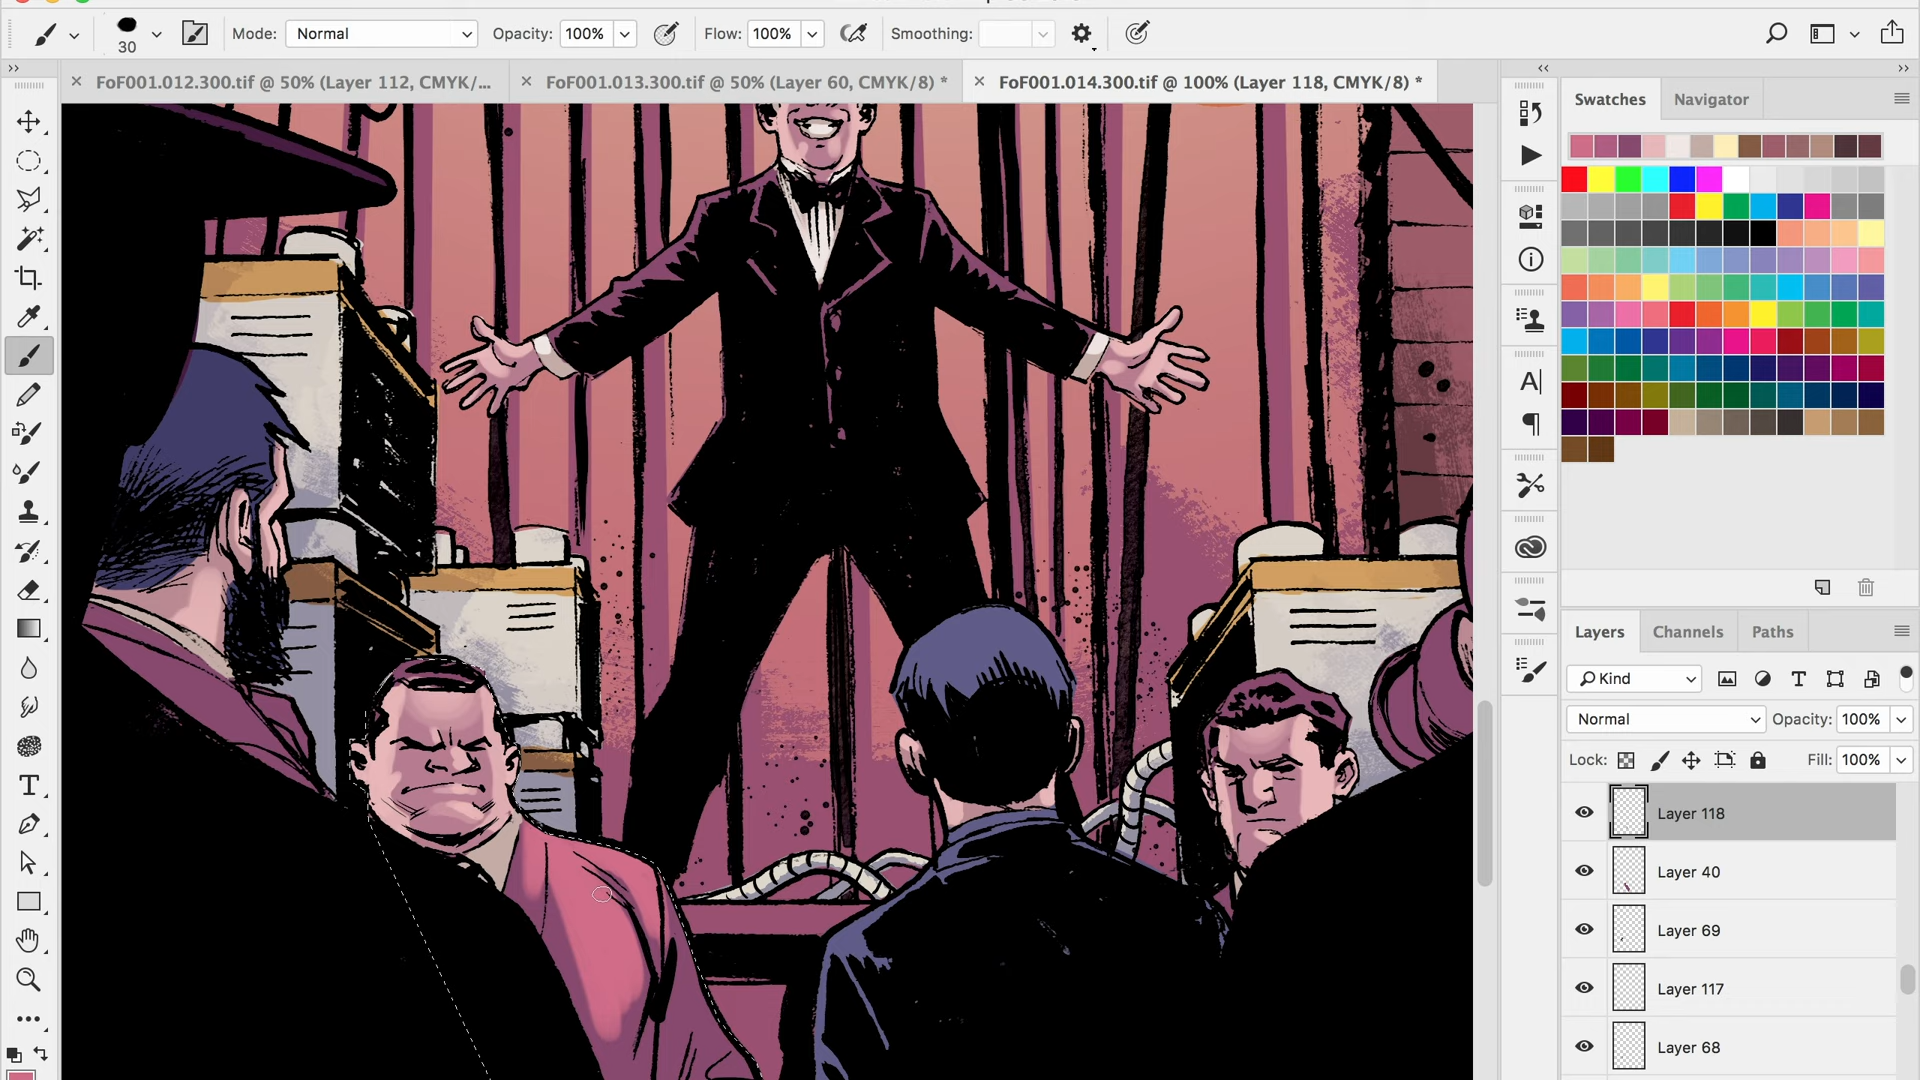 30
Mode: Normal
Opacity: 100%
Flow: 100%
Smoothing:
FoF001.012.300.tif @ 50% (Layer 112, CMYK/...
FoF001.013.300.tif @ 50% (Layer 60, CMYK/8) *
FoF001.014.300.tif @ 100% (Layer 118, CMYK/8) *
Swatches
Navigator
Layers
Channels
Paths
Kind
Normal
Opacity: 100%
Lock:
Fill: 100%
Layer 118
Layer 40
Layer 69
Layer 117
Layer 68